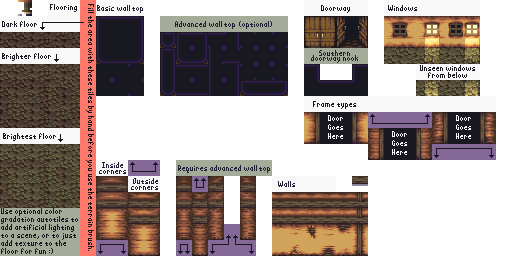 Flooring
Dark floor
Brighter floor
Brightest floor
Use optional color
gradation autotiles to
add artificial lighting
to a scene, or to just
add texture to the
floor for fun :)
Fill the area with these tiles by hand before you use the terrain brush.
Basic wall top
Advanced wall top (optional)
Doorway
Southern
doorway nook
Windows
Unseen windows
from below
Frame types
Door
Goes
Here
Door
Goes
Here
Door
Goes
Here
Inside
corners
Outside
corners
Requires advanced wall top
Walls